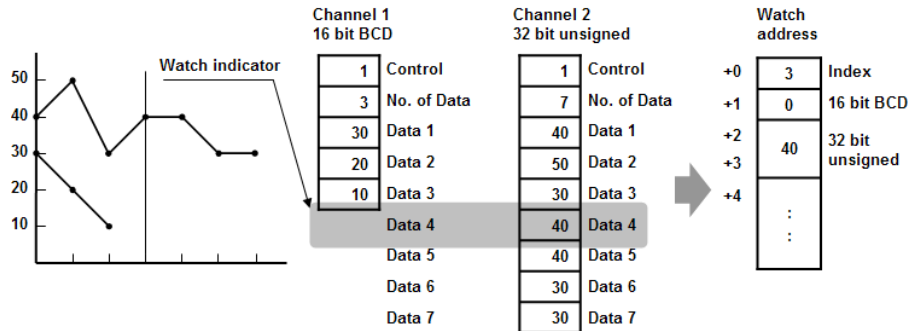 50
40
30
20
10
Watch indicator
Channel 1
16 bit BCD
1 Control
3 No. of Data
30 Data 1
20 Data 2
10 Data 3
Data 4
Data 5
Data 6
Data 7
Channel 2
32 bit unsigned
1 Control
7 No. of Data
40 Data 1
50 Data 2
30 Data 3
40 Data 4
40 Data 5
30 Data 6
30 Data 7
Watch
address
+0 3 Index
+1 0 16 bit BCD
+2
40 32 bit
+3 unsigned
+4 :
: